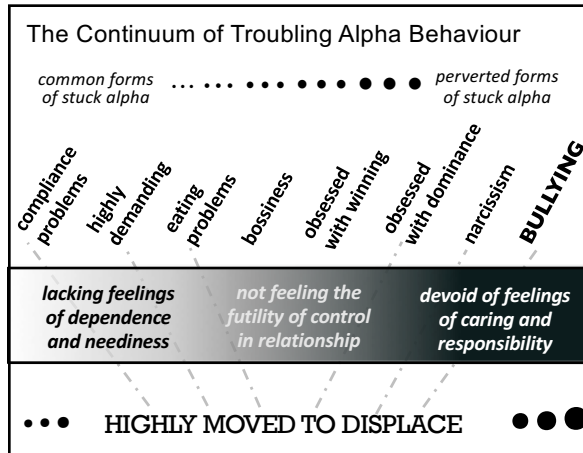 The Continuum of Troubling Alpha Behaviour
common forms
of stuck alpha
perverted forms
of stuck alpha
compliance
problems
highly
demanding
eating
problems
bossiness
obsessed
with winning
obsessed
with dominance
narcissism
BULLYING
lacking feelings
of dependence
and neediness
not feeling the
futility of control
in relationship
devoid of feelings
of caring and
responsibility
HIGHLY MOVED TO DISPLACE